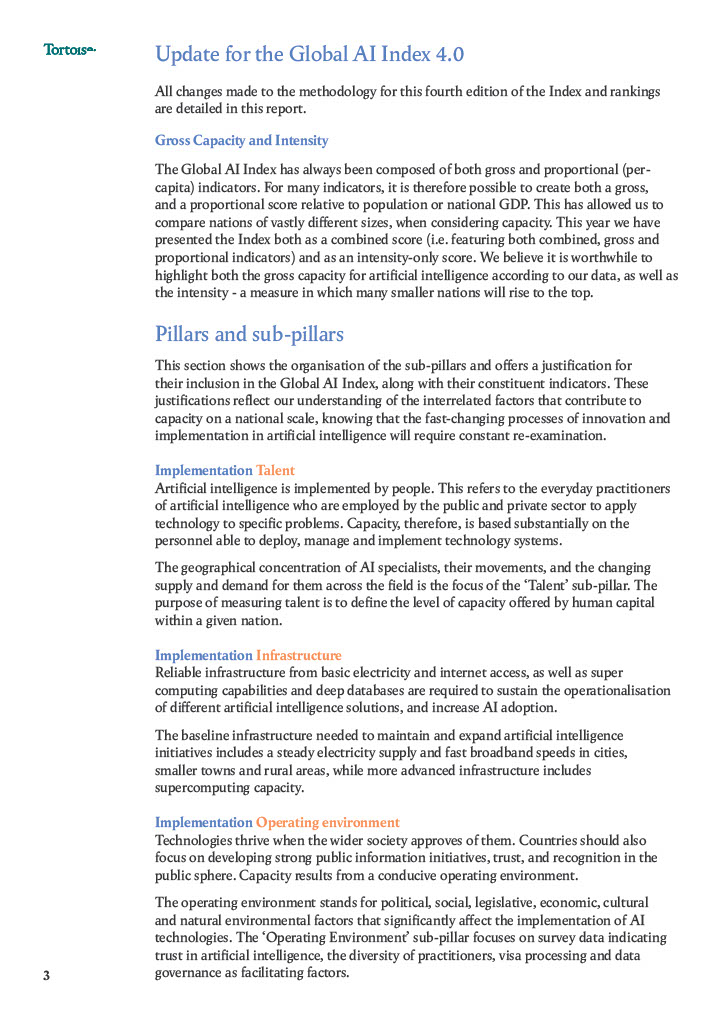 Tortoise
Update for the Global AI Index 4.0
All changes made to the methodology for this fourth edition of the Index and rankings
are detailed in this report.
Gross Capacity and Intensity
The Global AI Index has always been composed of both gross and proportional (per-
capita) indicators. For many indicators, it is therefore possible to create both a gross,
and a proportional score relative to population or national GDP. This has allowed us to
compare nations of vastly different sizes, when considering capacity. This year we have
presented the Index both as a combined score (i.e. featuring both combined, gross and
proportional indicators) and as an intensity-only score. We believe it is worthwhile to
highlight both the gross capacity for artificial intelligence according to our data, as well as
the intensity - a measure in which many smaller nations will rise to the top.
Pillars and sub-pillars
This section shows the organisation of the sub-pillars and offers a justification for
their inclusion in the Global AI Index, along with their constituent indicators. These
justifications reflect our understanding of the interrelated factors that contribute to
capacity on a national scale, knowing that the fast-changing processes of innovation and
implementation in artificial intelligence will require constant re-examination.
Implementation Talent
Artificial intelligence is implemented by people. This refers to the everyday practitioners
of artificial intelligence who are employed by the public and private sector to apply
technology to specific problems. Capacity, therefore, is based substantially on the
personnel able to deploy, manage and implement technology systems.
The geographical concentration of AI specialists, their movements, and the changing
supply and demand for them across the field is the focus of the ‘Talent’ sub-pillar. The
purpose of measuring talent is to define the level of capacity offered by human capital
within a given nation.
Implementation Infrastructure
Reliable infrastructure from basic electricity and internet access, as well as super
computing capabilities and deep databases are required to sustain the operationalisation
of different artificial intelligence solutions, and increase AI adoption.
The baseline infrastructure needed to maintain and expand artificial intelligence
initiatives includes a steady electricity supply and fast broadband speeds in cities,
smaller towns and rural areas, while more advanced infrastructure includes
supercomputing capacity.
Implementation Operating environment
Technologies thrive when the wider society approves of them. Countries should also
focus on developing strong public information initiatives, trust, and recognition in the
public sphere. Capacity results from a conducive operating environment.
The operating environment stands for political, social, legislative, economic, cultural
and natural environmental factors that significantly affect the implementation of AI
technologies. The ‘Operating Environment’ sub-pillar focuses on survey data indicating
trust in artificial intelligence, the diversity of practitioners, visa processing and data
governance as facilitating factors.
3